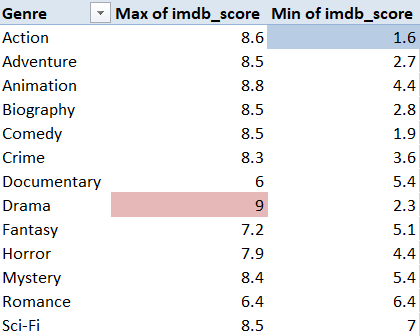 Genre Max of imdb_score Min of imdb_score
Action 8.6 1.6
Adventure 8.5 2.7
Animation 8.8 4.4
Biography 8.5 2.8
Comedy 8.5 1.9
Crime 8.3 3.6
Documentary 6 5.4
Drama 9 2.3
Fantasy 7.2 5.1
Horror 7.9 4.4
Mystery 8.4 5.4
Romance 6.4 6.4
Sci-Fi 8.5 7